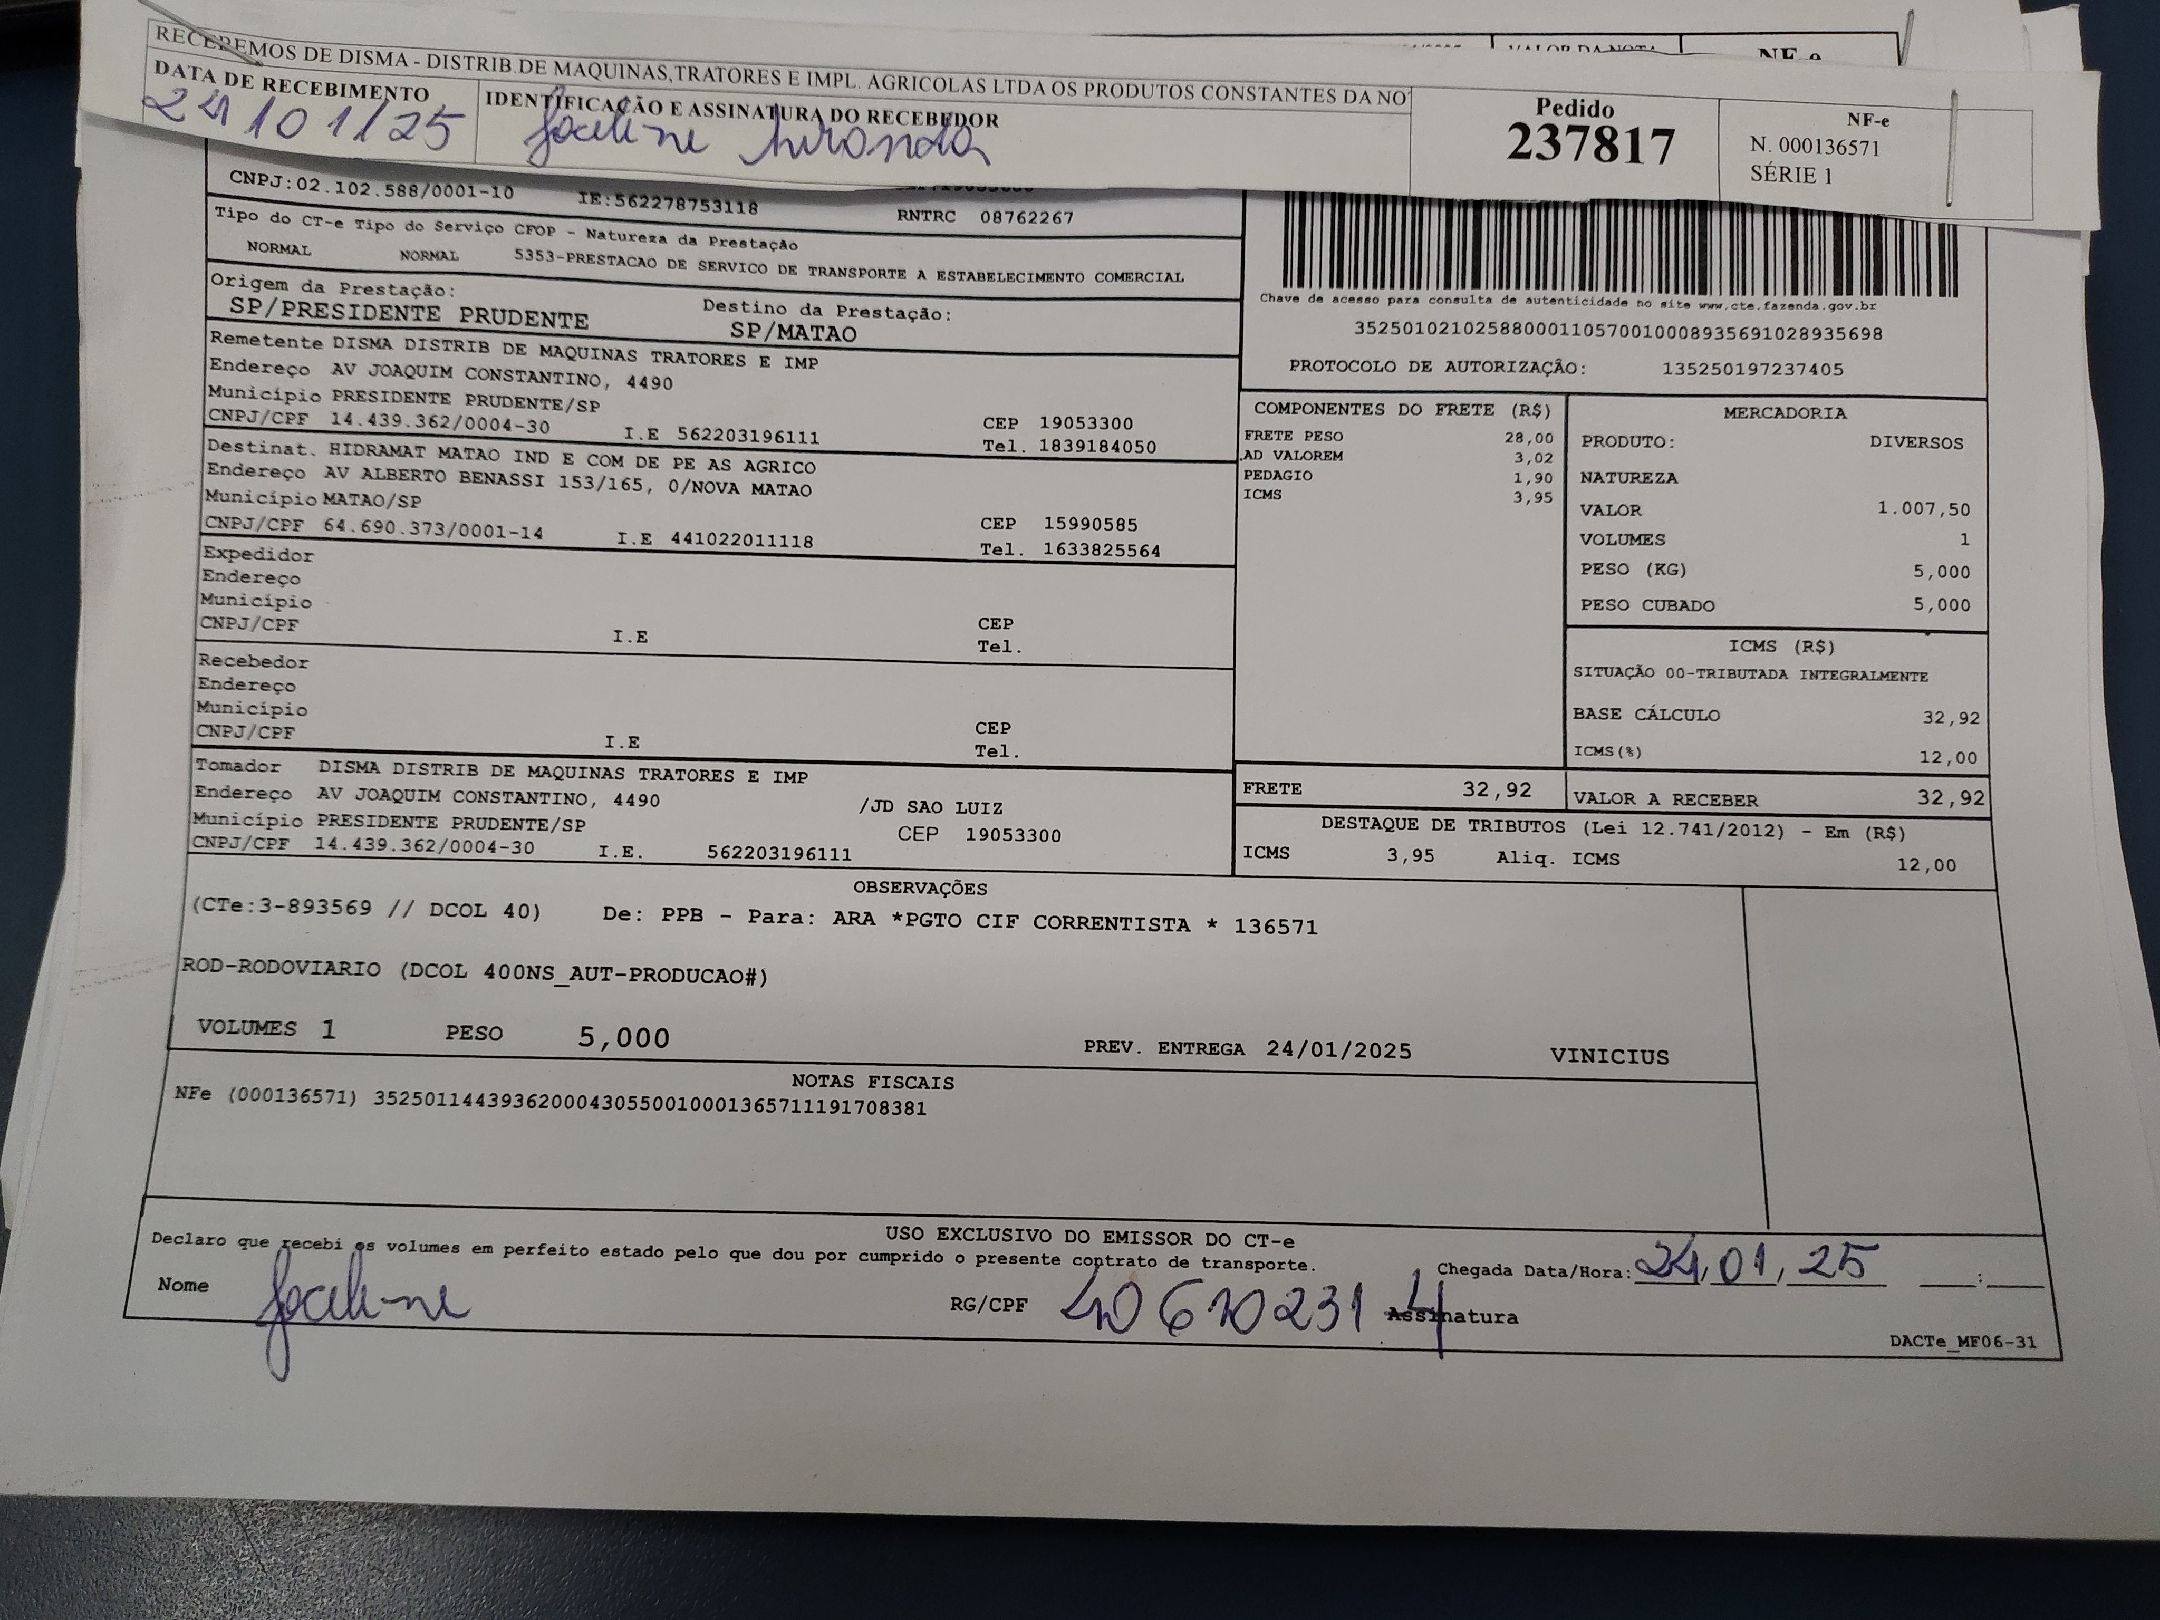 VALOR DA NOTA
NF-e
RECEBEMOS DE DISMA - DISTRIB.DE MAQUINAS,TRATORES E IMPL. AGRICOLAS LTDA OS PRODUTOS CONSTANTES DA NO
DATA DE RECEBIMENTO
24/01/25
IDENTIFICAÇÃO E ASSINATURA DO RECEBEDOR
Joceline Miranda
Pedido
237817
NF-e
N. 000136571
SÉRIE 1
CNPJ:02.102.588/0001-10 IE:562278753118 RNTRC 08762267
Tipo do CT-e Tipo do Serviço CFOP - Natureza da Prestação
NORMAL NORMAL 5353-PRESTACAO DE SERVICO DE TRANSPORTE A ESTABELECIMENTO COMERCIAL
Origem da Prestação: Destino da Prestação:
SP/PRESIDENTE PRUDENTE SP/MATAO
Chave de acesso para consulta de autenticidade no site www.cte.fazenda.gov.br
35250102102588000110570010008935691028935698
PROTOCOLO DE AUTORIZAÇÃO: 135250197237405
Remetente DISMA DISTRIB DE MAQUINAS TRATORES E IMP
Endereço AV JOAQUIM CONSTANTINO, 4490
Município PRESIDENTE PRUDENTE/SP CEP 19053300
CNPJ/CPF 14.439.362/0004-30 I.E 562203196111 Tel. 1839184050
Destinat. HIDRAMAT MATAO IND E COM DE PE AS AGRICO
Endereço AV ALBERTO BENASSI 153/165, 0/NOVA MATAO
Município MATAO/SP CEP 15990585
CNPJ/CPF 64.690.373/0001-14 I.E 441022011118 Tel. 1633825564
Expedidor
Endereço
Município CEP
CNPJ/CPF I.E Tel.
Recebedor
Endereço
Município CEP
CNPJ/CPF I.E Tel.
Tomador DISMA DISTRIB DE MAQUINAS TRATORES E IMP
Endereço AV JOAQUIM CONSTANTINO, 4490 /JD SAO LUIZ
Município PRESIDENTE PRUDENTE/SP CEP 19053300
CNPJ/CPF 14.439.362/0004-30 I.E. 562203196111
COMPONENTES DO FRETE (R$)
FRETE PESO 28,00
AD VALOREM 3,02
PEDAGIO 1,90
ICMS 3,95
MERCADORIA
PRODUTO: DIVERSOS
NATUREZA
VALOR 1.007,50
VOLUMES 1
PESO (KG) 5,000
PESO CUBADO 5,000
ICMS (R$)
SITUAÇÃO 00-TRIBUTADA INTEGRALMENTE
BASE CÁLCULO 32,92
ICMS(%) 12,00
FRETE 32,92 VALOR A RECEBER 32,92
DESTAQUE DE TRIBUTOS (Lei 12.741/2012) - Em (R$)
ICMS 3,95 Aliq. ICMS 12,00
OBSERVAÇÕES
(CTe:3-893569 // DCOL 40) De: PPB - Para: ARA *PGTO CIF CORRENTISTA * 136571
ROD-RODOVIARIO (DCOL 400NS_AUT-PRODUCAO#)
VOLUMES 1 PESO 5,000 PREV. ENTREGA 24/01/2025 VINICIUS
NOTAS FISCAIS
NFe (000136571) 35250114439362000430550010001365711191708381
USO EXCLUSIVO DO EMISSOR DO CT-e
Declaro que recebi os volumes em perfeito estado pelo que dou por cumprido o presente contrato de transporte. Chegada Data/Hora: 24/01/25 __:__
Nome Joceline RG/CPF 406102314 Assinatura
DACTe_MF06-31